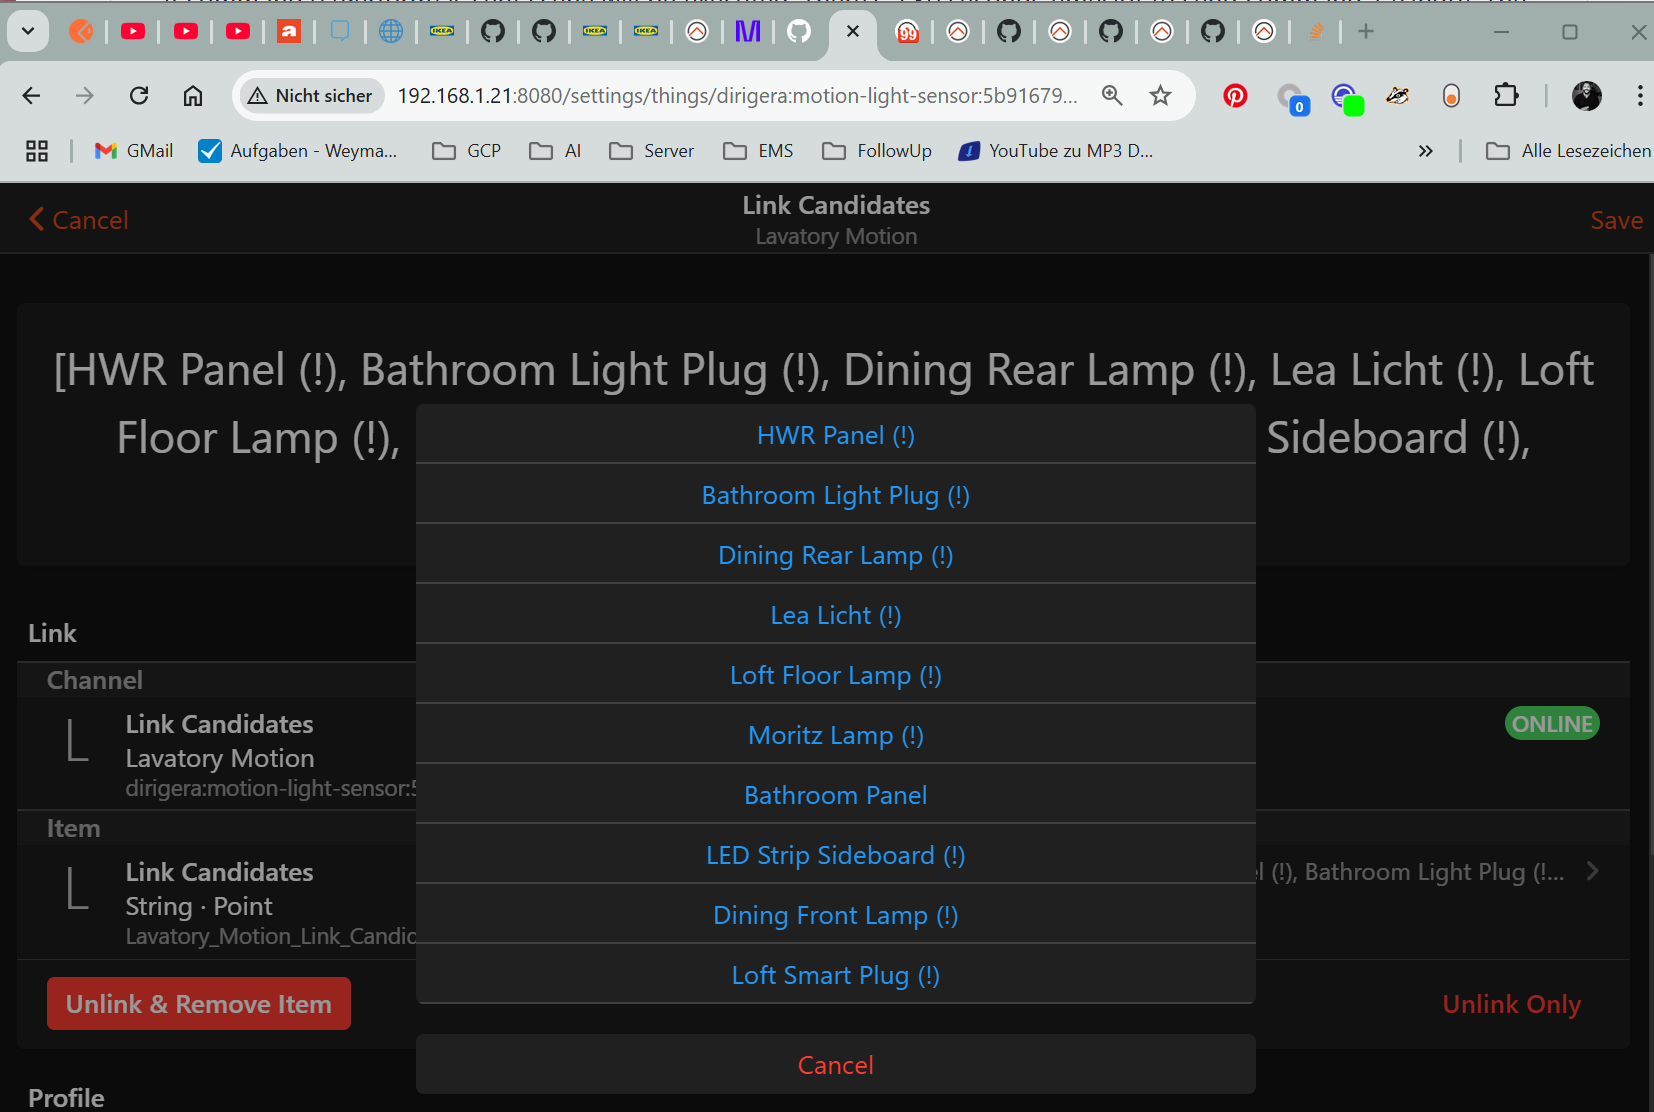 99
Nicht sicher
192.168.1.21:8080/settings/things/dirigera:motion-light-sensor:5b91679...
0
GMail
Aufgaben - Weyma...
GCP
AI
Server
EMS
FollowUp
YouTube zu MP3 D...
Alle Lesezeichen
Cancel
Link Candidates
Lavatory Motion
Save
[HWR Panel (!), Bathroom Light Plug (!), Dining Rear Lamp (!), Lea Licht (!), Loft
Floor Lamp (!),
Sideboard (!),
HWR Panel (!)
Bathroom Light Plug (!)
Dining Rear Lamp (!)
Lea Licht (!)
Loft Floor Lamp (!)
Moritz Lamp (!)
Bathroom Panel
LED Strip Sideboard (!)
Dining Front Lamp (!)
Loft Smart Plug (!)
Cancel
Link
Channel
Link Candidates
Lavatory Motion
dirigera:motion-light-sensor:5
ONLINE
Item
Link Candidates
String · Point
Lavatory_Motion_Link_Candid
(!), Bathroom Light Plug (!...
Unlink & Remove Item
Unlink Only
Profile